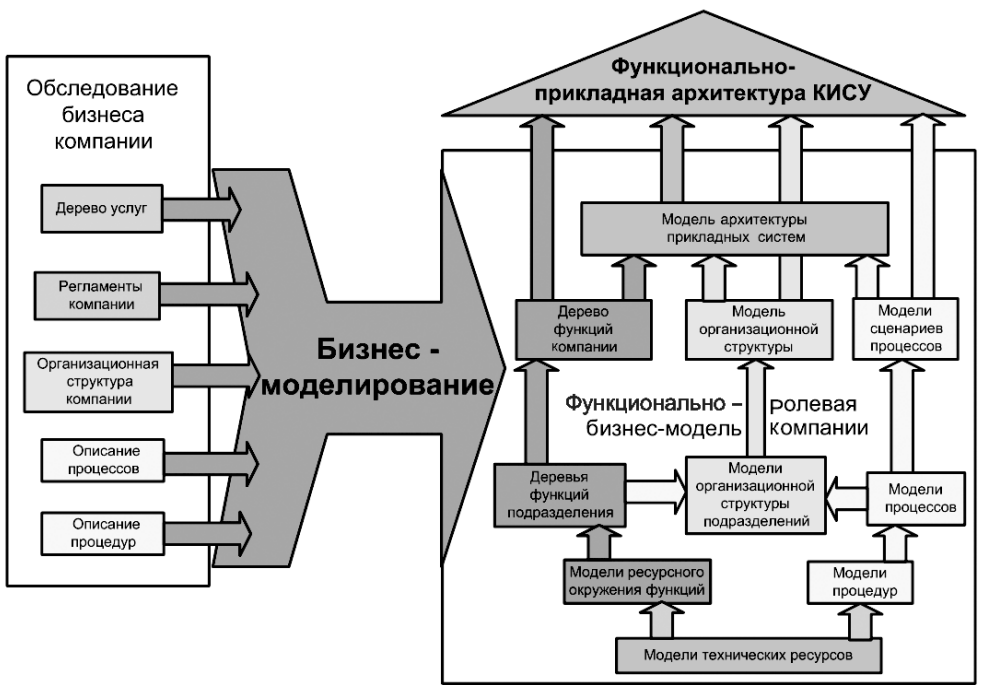 Обследование
бизнеса
компании
Дерево услуг
Регламенты
компании
Организационная
структура
компании
Описание
процессов
Описание
процедур
Бизнес -
моделирование
Функционально-
прикладная архитектура КИСУ
Модель архитектуры
прикладных систем
Дерево
функций
компании
Модель
организационной
структуры
Модели
сценариев
процессов
Функционально – ролевая
бизнес-модель компании
Деревья
функций
подразделения
Модели
организационной
структуры
подразделений
Модели
процессов
Модели ресурсного
окружения функций
Модели
процедур
Модели технических ресурсов